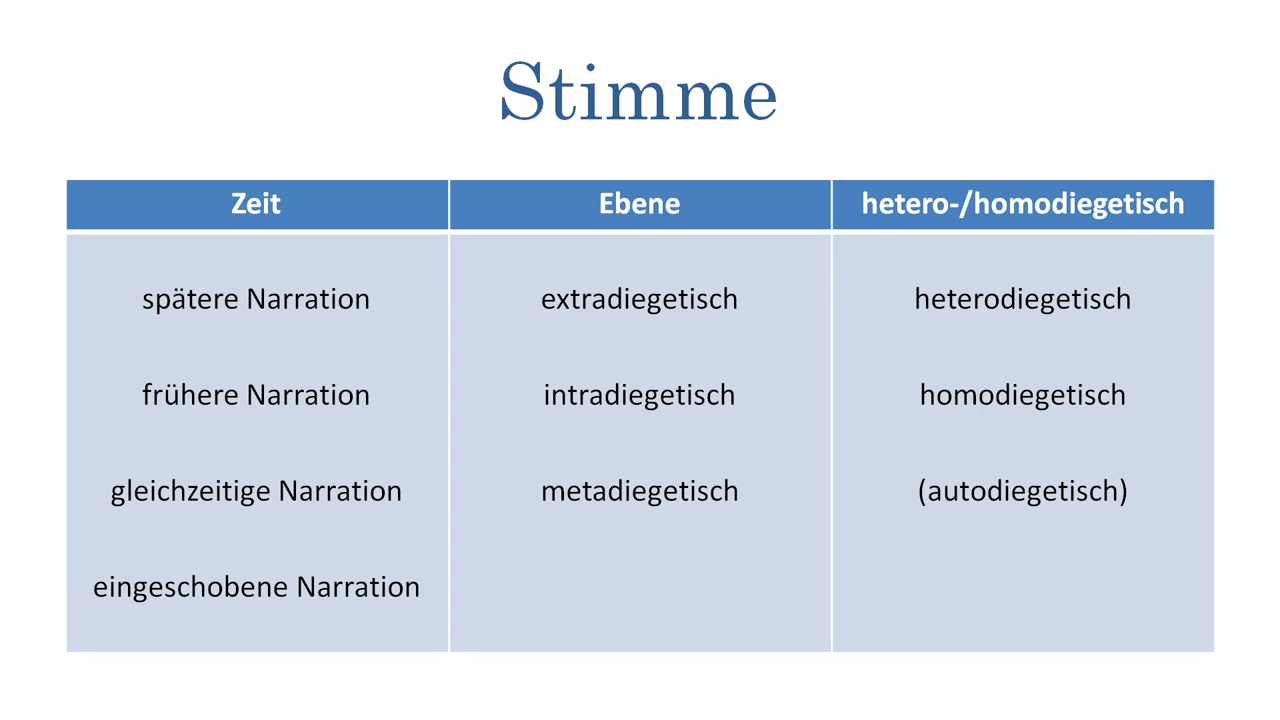 Stimme
Zeit Ebene hetero-/homodiegetisch
spätere Narration extradiegetisch heterodiegetisch
frühere Narration intradiegetisch homodiegetisch
gleichzeitige Narration metadiegetisch (autodiegetisch)
eingeschobene Narration